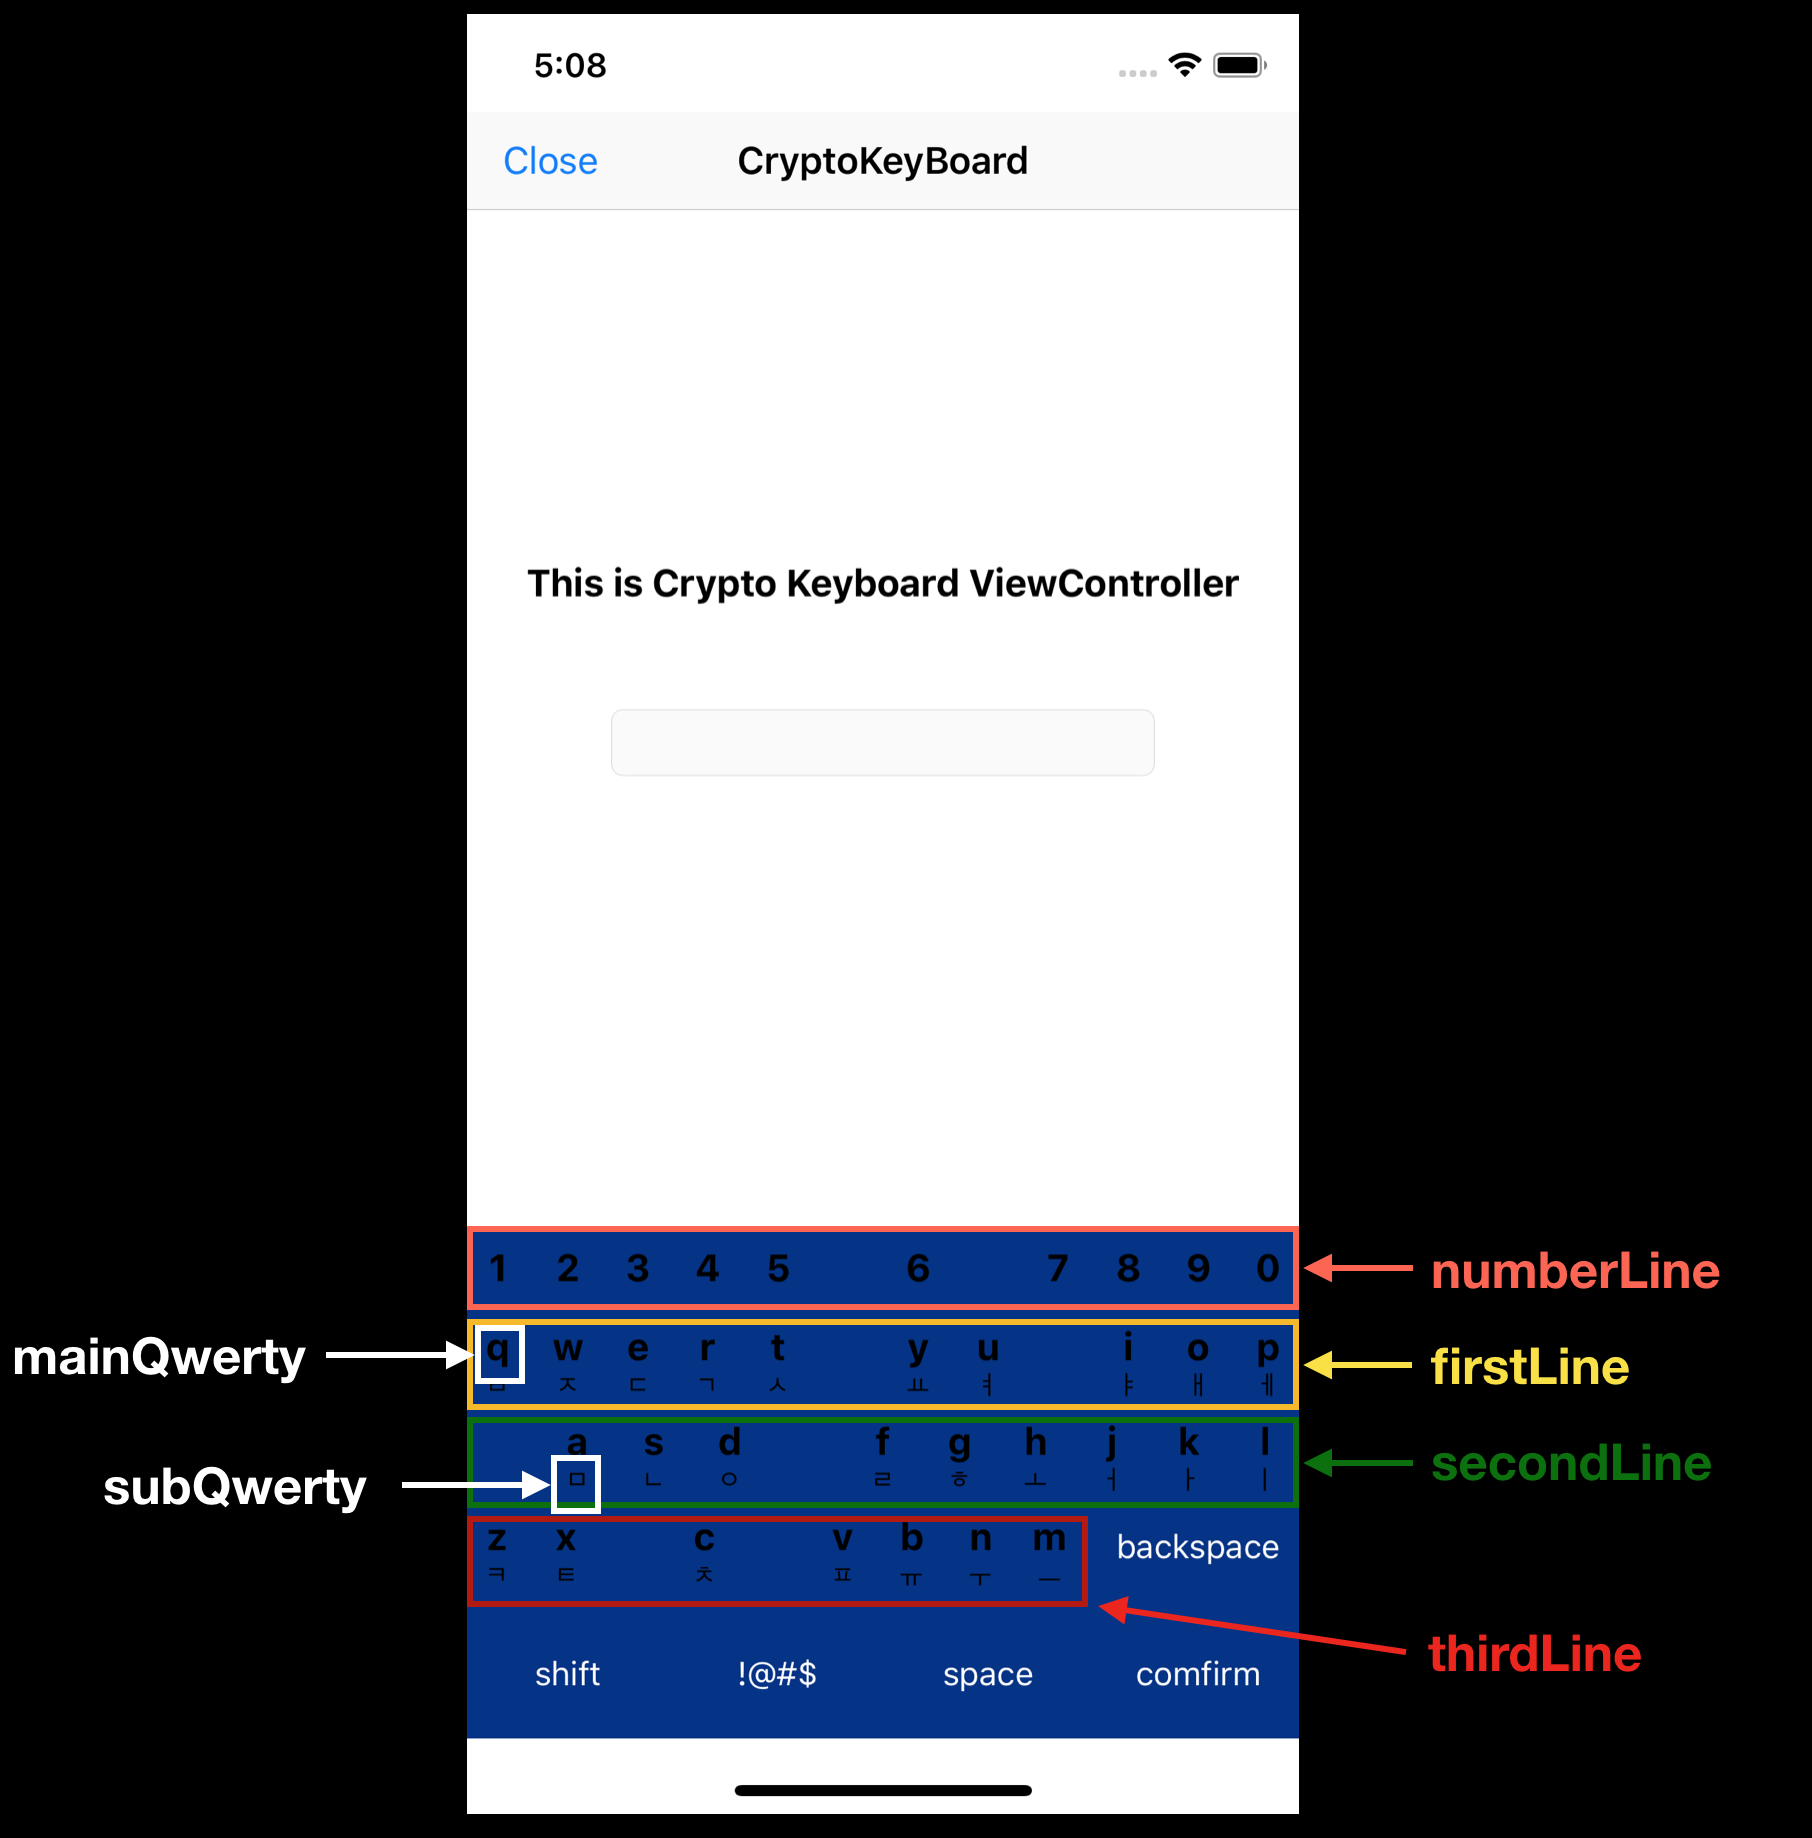 5:08
Close CryptoKeyBoard
This is Crypto Keyboard ViewController
1 2 3 4 5 6 7 8 9 0
numberLine
mainQwerty
q w e r t y u i o p
firstLine
ㅈ ㄷ ㄱ ㅅ ㅛ ㅕ ㅑ ㅐ ㅔ
a s d f g h j k l
secondLine
subQwerty
ㅁ ㄴ ㅇ ㄹ ㅎ ㅗ ㅓ ㅏ ㅣ
z x c v b n m
backspace
ㅋ ㅌ ㅊ ㅍ ㅠ ㅜ ㅡ
thirdLine
shift !@#$ space comfirm